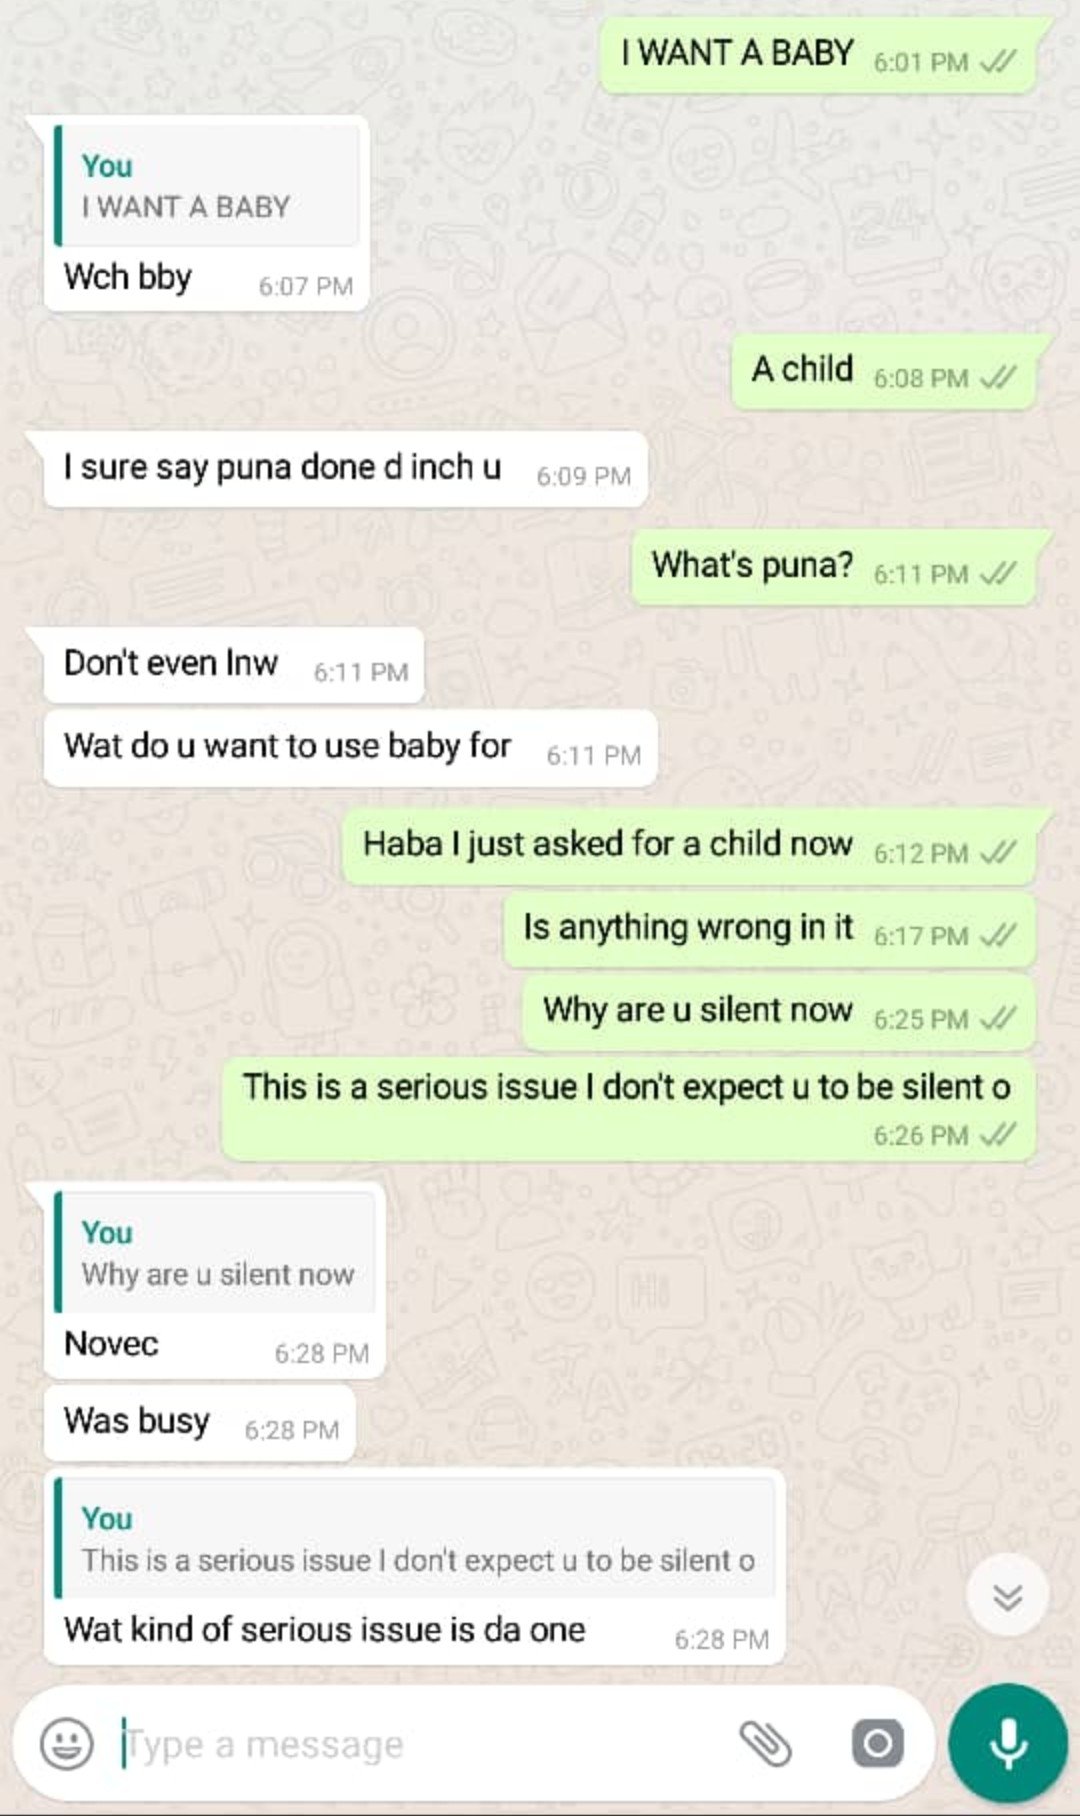 I WANT A BABY 6:01 PM
You
I WANT A BABY
Wch bby 6:07 PM
A child 6:08 PM
I sure say puna done d inch u 6:09 PM
What's puna? 6:11 PM
Don't even lnw 6:11 PM
Wat do u want to use baby for 6:11 PM
Haba I just asked for a child now 6:12 PM
Is anything wrong in it 6:17 PM
Why are u silent now 6:25 PM
This is a serious issue I don't expect u to be silent o
6:26 PM
You
Why are u silent now
Novec 6:28 PM
Was busy 6:28 PM
You
This is a serious issue I don't expect u to be silent o
Wat kind of serious issue is da one 6:28 PM
Type a message